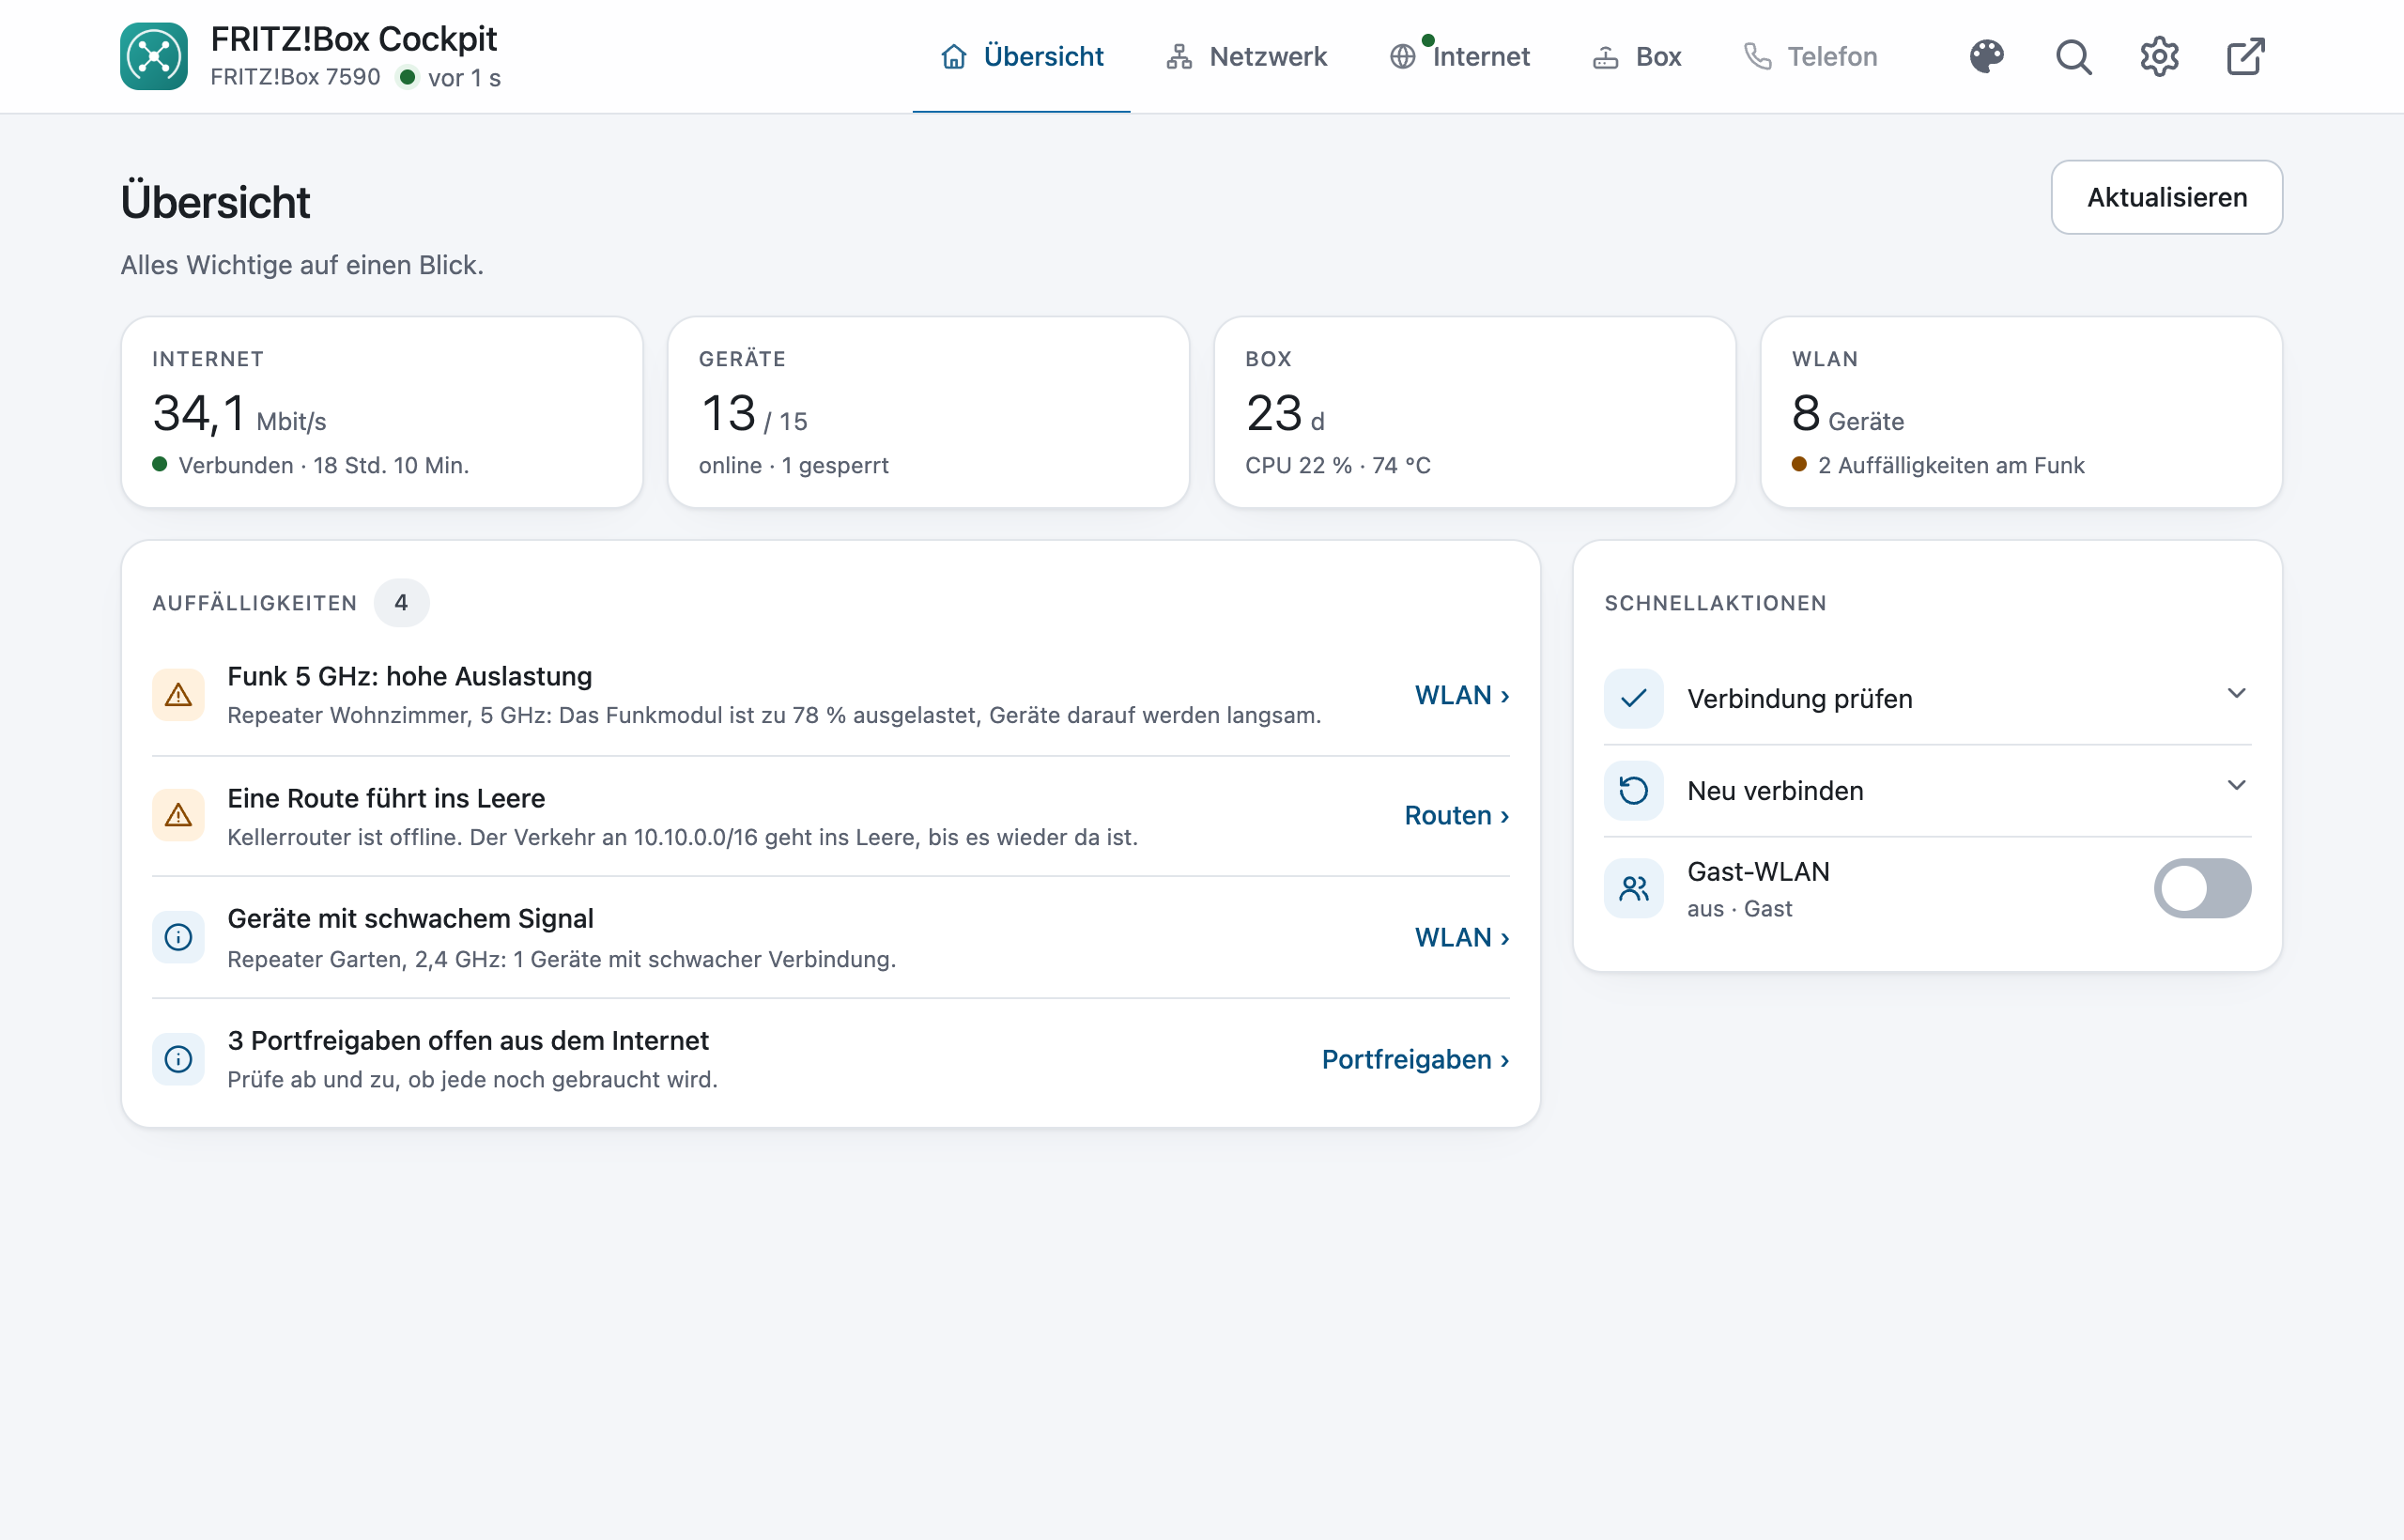 FRITZ!Box Cockpit
FRITZ!Box 7590 vor 1 s
Übersicht Netzwerk Internet Box Telefon
Übersicht
Aktualisieren
Alles Wichtige auf einen Blick.
INTERNET
34,1 Mbit/s
Verbunden · 18 Std. 10 Min.
GERÄTE
13 / 15
online · 1 gesperrt
BOX
23 d
CPU 22 % · 74 °C
WLAN
8 Geräte
2 Auffälligkeiten am Funk
AUFFÄLLIGKEITEN 4
Funk 5 GHz: hohe Auslastung
Repeater Wohnzimmer, 5 GHz: Das Funkmodul ist zu 78 % ausgelastet, Geräte darauf werden langsam.
WLAN ›
Eine Route führt ins Leere
Kellerrouter ist offline. Der Verkehr an 10.10.0.0/16 geht ins Leere, bis es wieder da ist.
Routen ›
Geräte mit schwachem Signal
Repeater Garten, 2,4 GHz: 1 Geräte mit schwacher Verbindung.
WLAN ›
3 Portfreigaben offen aus dem Internet
Prüfe ab und zu, ob jede noch gebraucht wird.
Portfreigaben ›
SCHNELLAKTIONEN
Verbindung prüfen
Neu verbinden
Gast-WLAN
aus · Gast